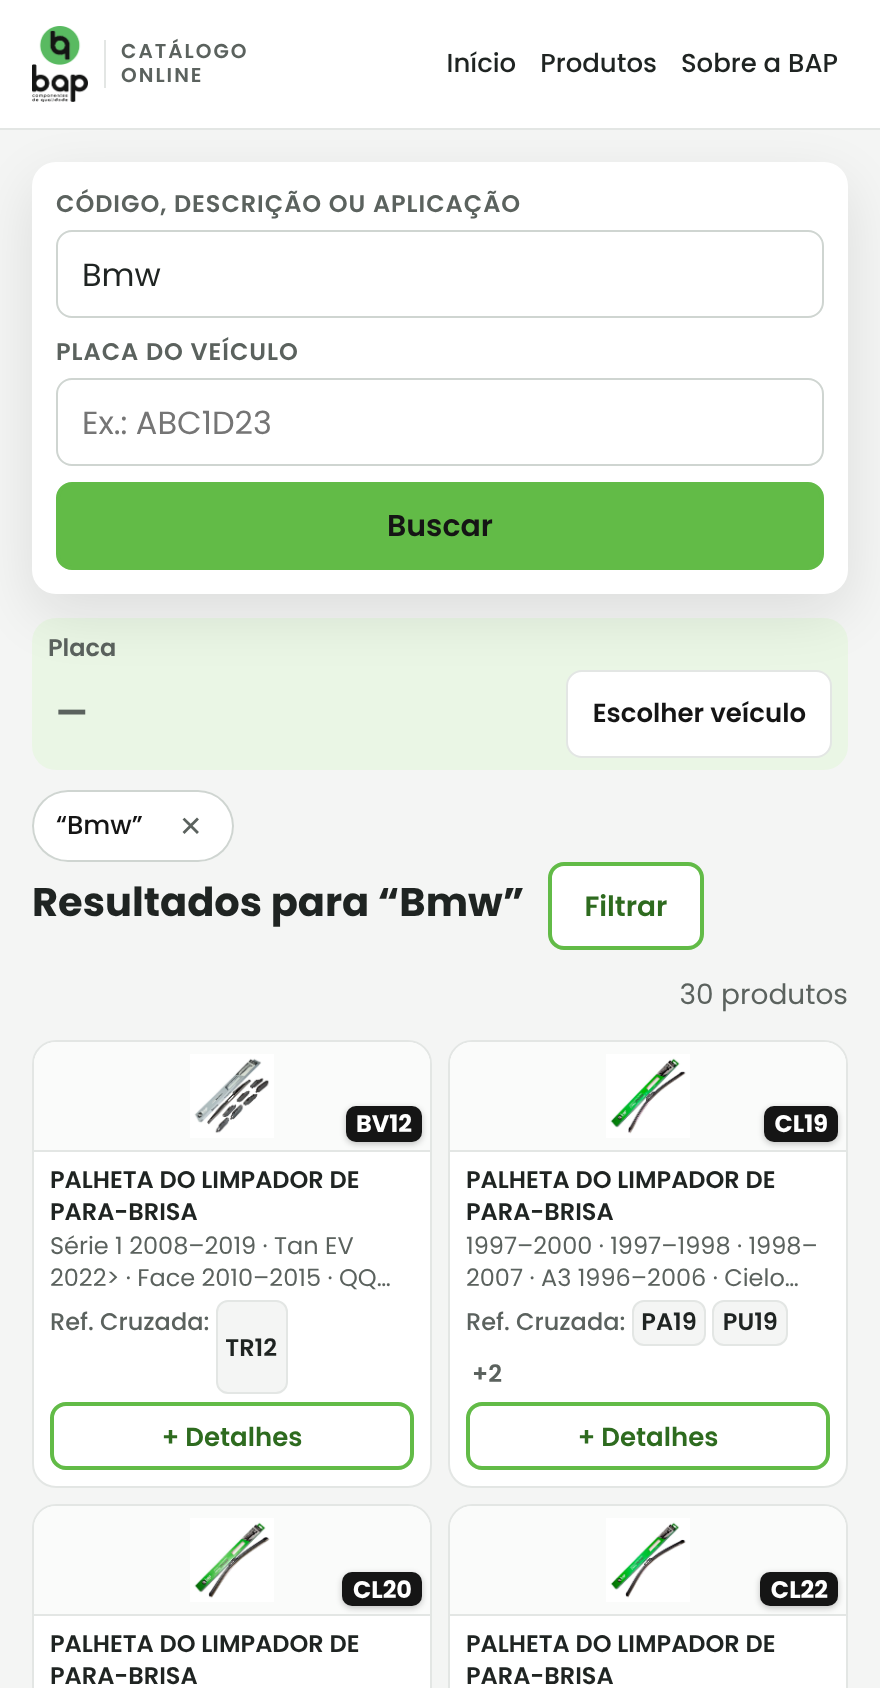 bap
componentes
de qualidade
CATÁLOGO
ONLINE
Início Produtos Sobre a BAP
CÓDIGO, DESCRIÇÃO OU APLICAÇÃO
Bmw
PLACA DO VEÍCULO
Ex.: ABC1D23
Buscar
Placa
—
Escolher veículo
“Bmw” ✕
Resultados para “Bmw”
Filtrar
30 produtos
BV12
PALHETA DO LIMPADOR DE
PARA-BRISA
Série 1 2008–2019 · Tan EV
2022> · Face 2010–2015 · QQ…
Ref. Cruzada: TR12
+ Detalhes
CL19
PALHETA DO LIMPADOR DE
PARA-BRISA
1997–2000 · 1997–1998 · 1998–
2007 · A3 1996–2006 · Cielo…
Ref. Cruzada: PA19 PU19
+2
+ Detalhes
CL20
PALHETA DO LIMPADOR DE
PARA-BRISA
CL22
PALHETA DO LIMPADOR DE
PARA-BRISA